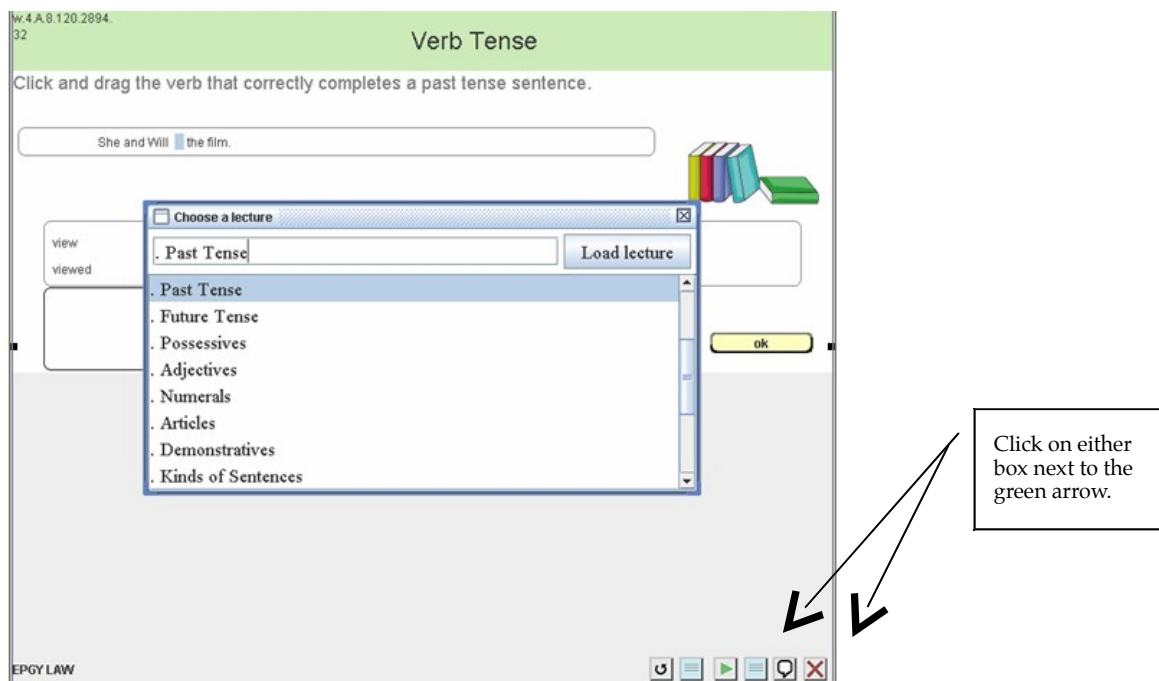 w.4.A.8.120.2894.
32
Verb Tense
Click and drag the verb that correctly completes a past tense sentence.
She and Will the film.
Choose a lecture
. Past Tense
Load lecture
view
viewed
. Past Tense
. Future Tense
. Possessives
. Adjectives
. Numerals
. Articles
. Demonstratives
. Kinds of Sentences
ok
Click on either
box next to the
green arrow.
EPGY LAW